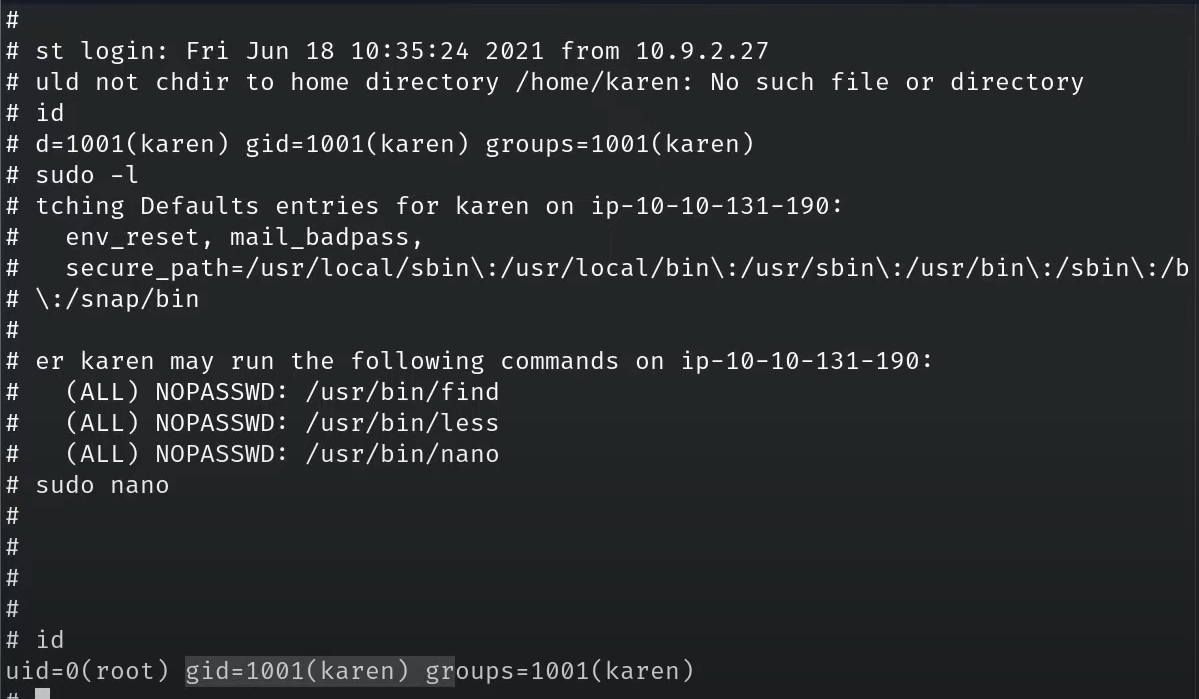 #
# st login: Fri Jun 18 10:35:24 2021 from 10.9.2.27
# uld not chdir to home directory /home/karen: No such file or directory
# id
# d=1001(karen) gid=1001(karen) groups=1001(karen)
# sudo -l
# tching Defaults entries for karen on ip-10-10-131-190:
#   env_reset, mail_badpass,
#   secure_path=/usr/local/sbin\:/usr/local/bin\:/usr/sbin\:/usr/bin\:/sbin\:/b
# \:/snap/bin
#
# er karen may run the following commands on ip-10-10-131-190:
#   (ALL) NOPASSWD: /usr/bin/find
#   (ALL) NOPASSWD: /usr/bin/less
#   (ALL) NOPASSWD: /usr/bin/nano
# sudo nano
#
#
#
#
# id
uid=0(root) gid=1001(karen) groups=1001(karen)
#